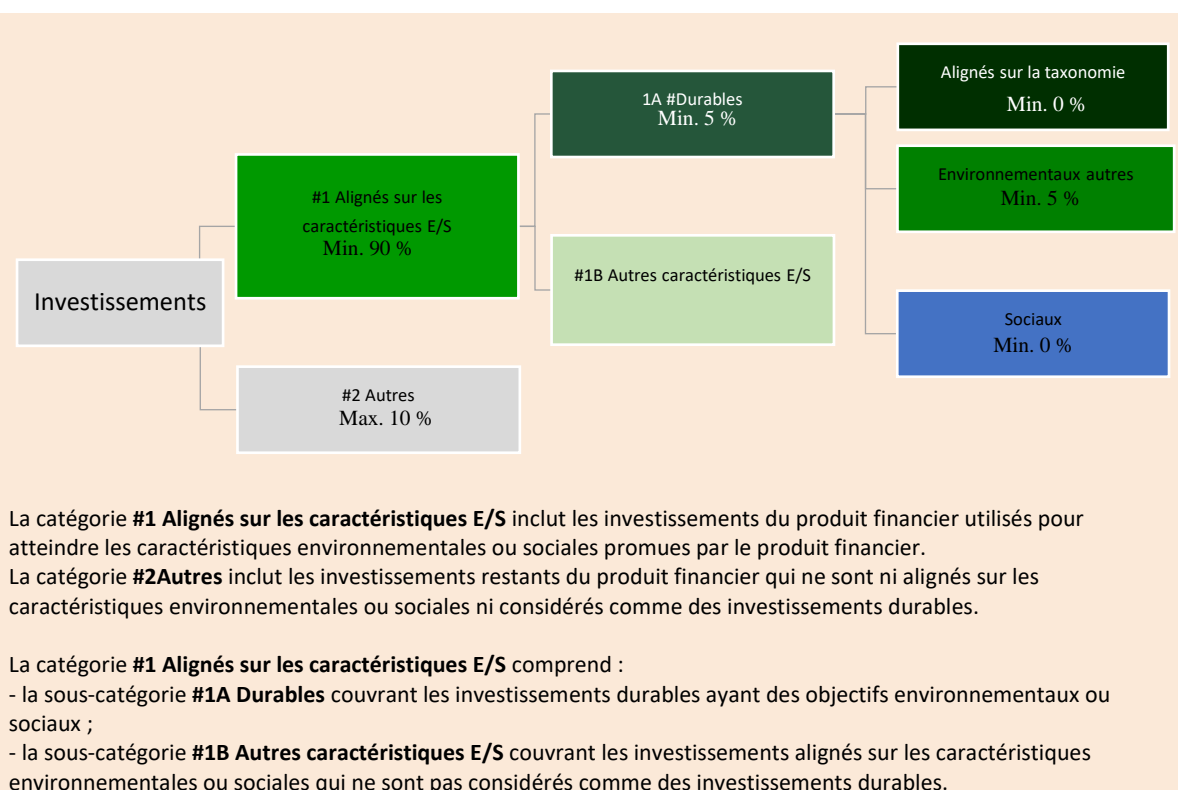 Investissements
#1 Alignés sur les
caractéristiques E/S
Min. 90 %
#2 Autres
Max. 10 %
1A #Durables
Min. 5 %
#1B Autres caractéristiques E/S
Alignés sur la taxonomie
Min. 0 %
Environnementaux autres
Min. 5 %
Sociaux
Min. 0 %
La catégorie #1 Alignés sur les caractéristiques E/S inclut les investissements du produit financier utilisés pour
atteindre les caractéristiques environnementales ou sociales promues par le produit financier.
La catégorie #2Autres inclut les investissements restants du produit financier qui ne sont ni alignés sur les
caractéristiques environnementales ou sociales ni considérés comme des investissements durables.
La catégorie #1 Alignés sur les caractéristiques E/S comprend :
- la sous-catégorie #1A Durables couvrant les investissements durables ayant des objectifs environnementaux ou
sociaux ;
- la sous-catégorie #1B Autres caractéristiques E/S couvrant les investissements alignés sur les caractéristiques
environnementales ou sociales qui ne sont pas considérés comme des investissements durables.